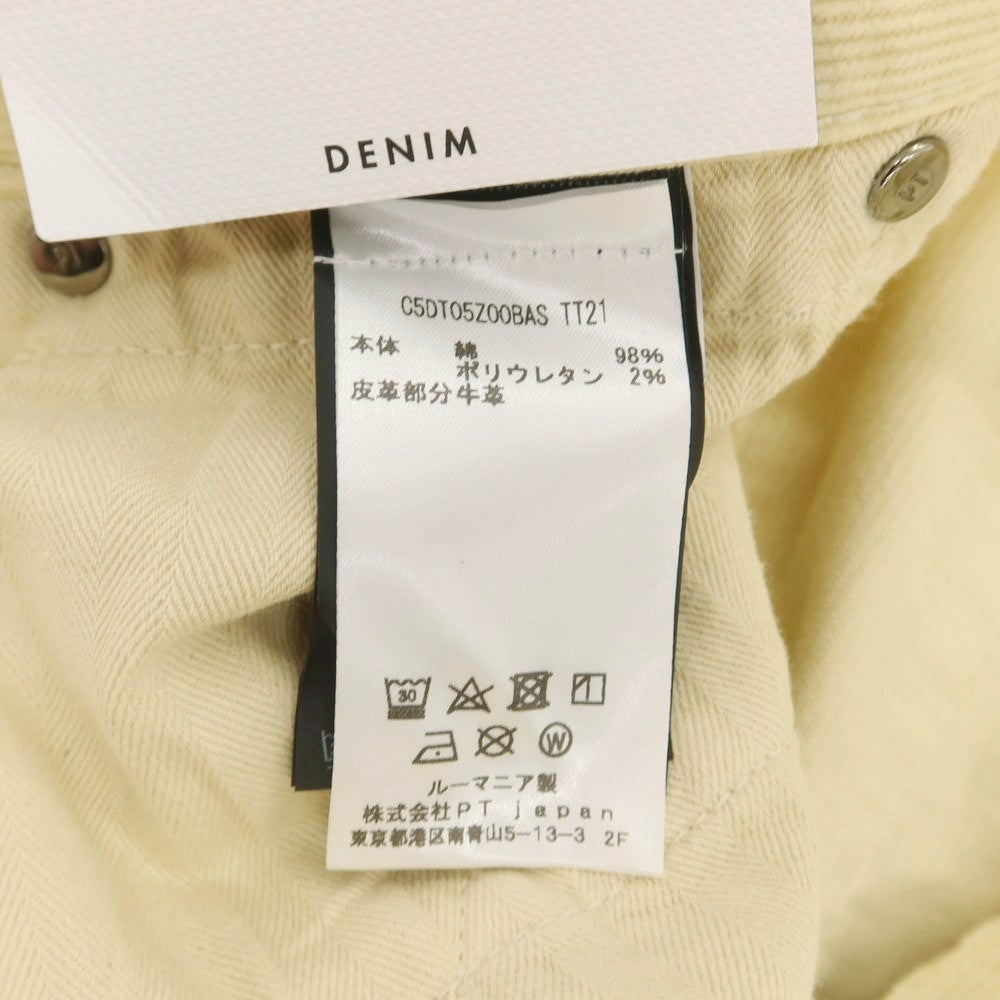 DENIM
PT
C5DT05Z00BAS TT21
本体 綿 98%
ポリウレタン 2%
皮革部分牛革
30
W
ルーマニア製
株式会社PT japan
東京都港区南青山5-13-3 2F